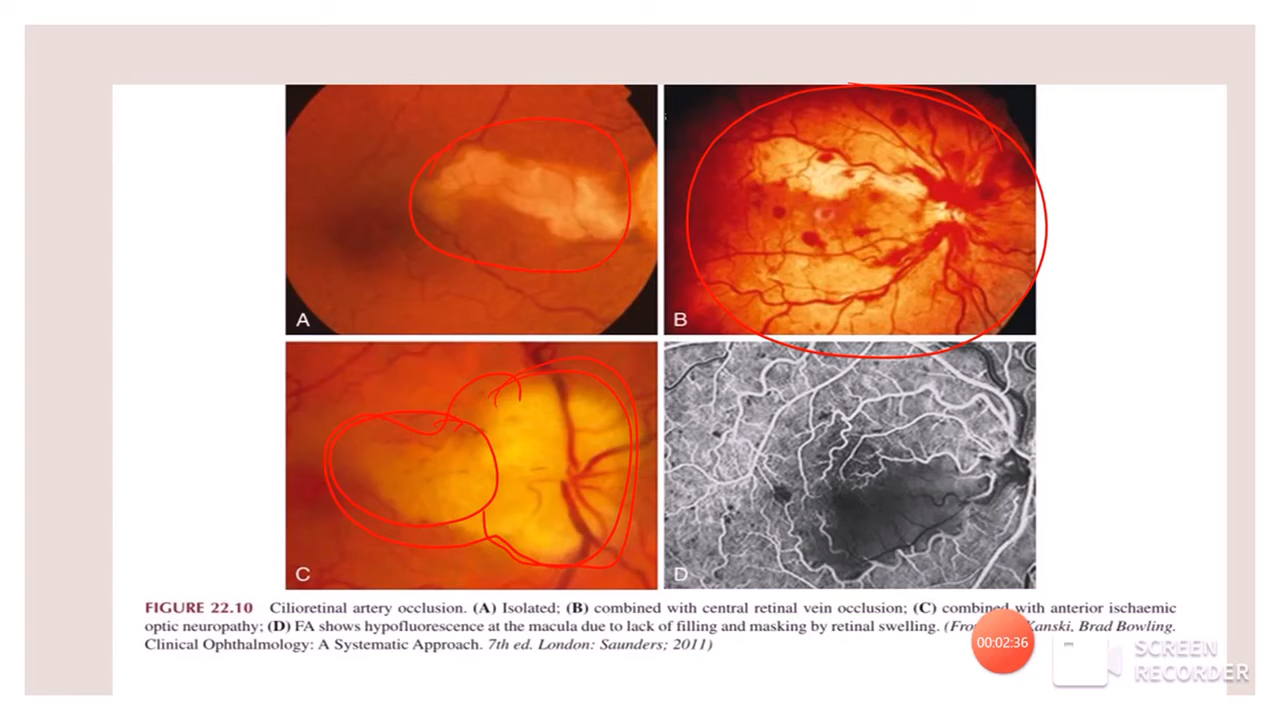 A
B
C
D
FIGURE 22.10 Cilioretinal artery occlusion. (A) Isolated; (B) combined with central retinal vein occlusion; (C) combined with anterior ischaemic
optic neuropathy; (D) FA shows hypofluorescence at the macula due to lack of filling and masking by retinal swelling. Kanski, Brad Bowling.
Clinical Ophthalmology: A Systematic Approach. 7th ed. London: Saunders; 2011)
00:02:36
SCREEN
RECORDER